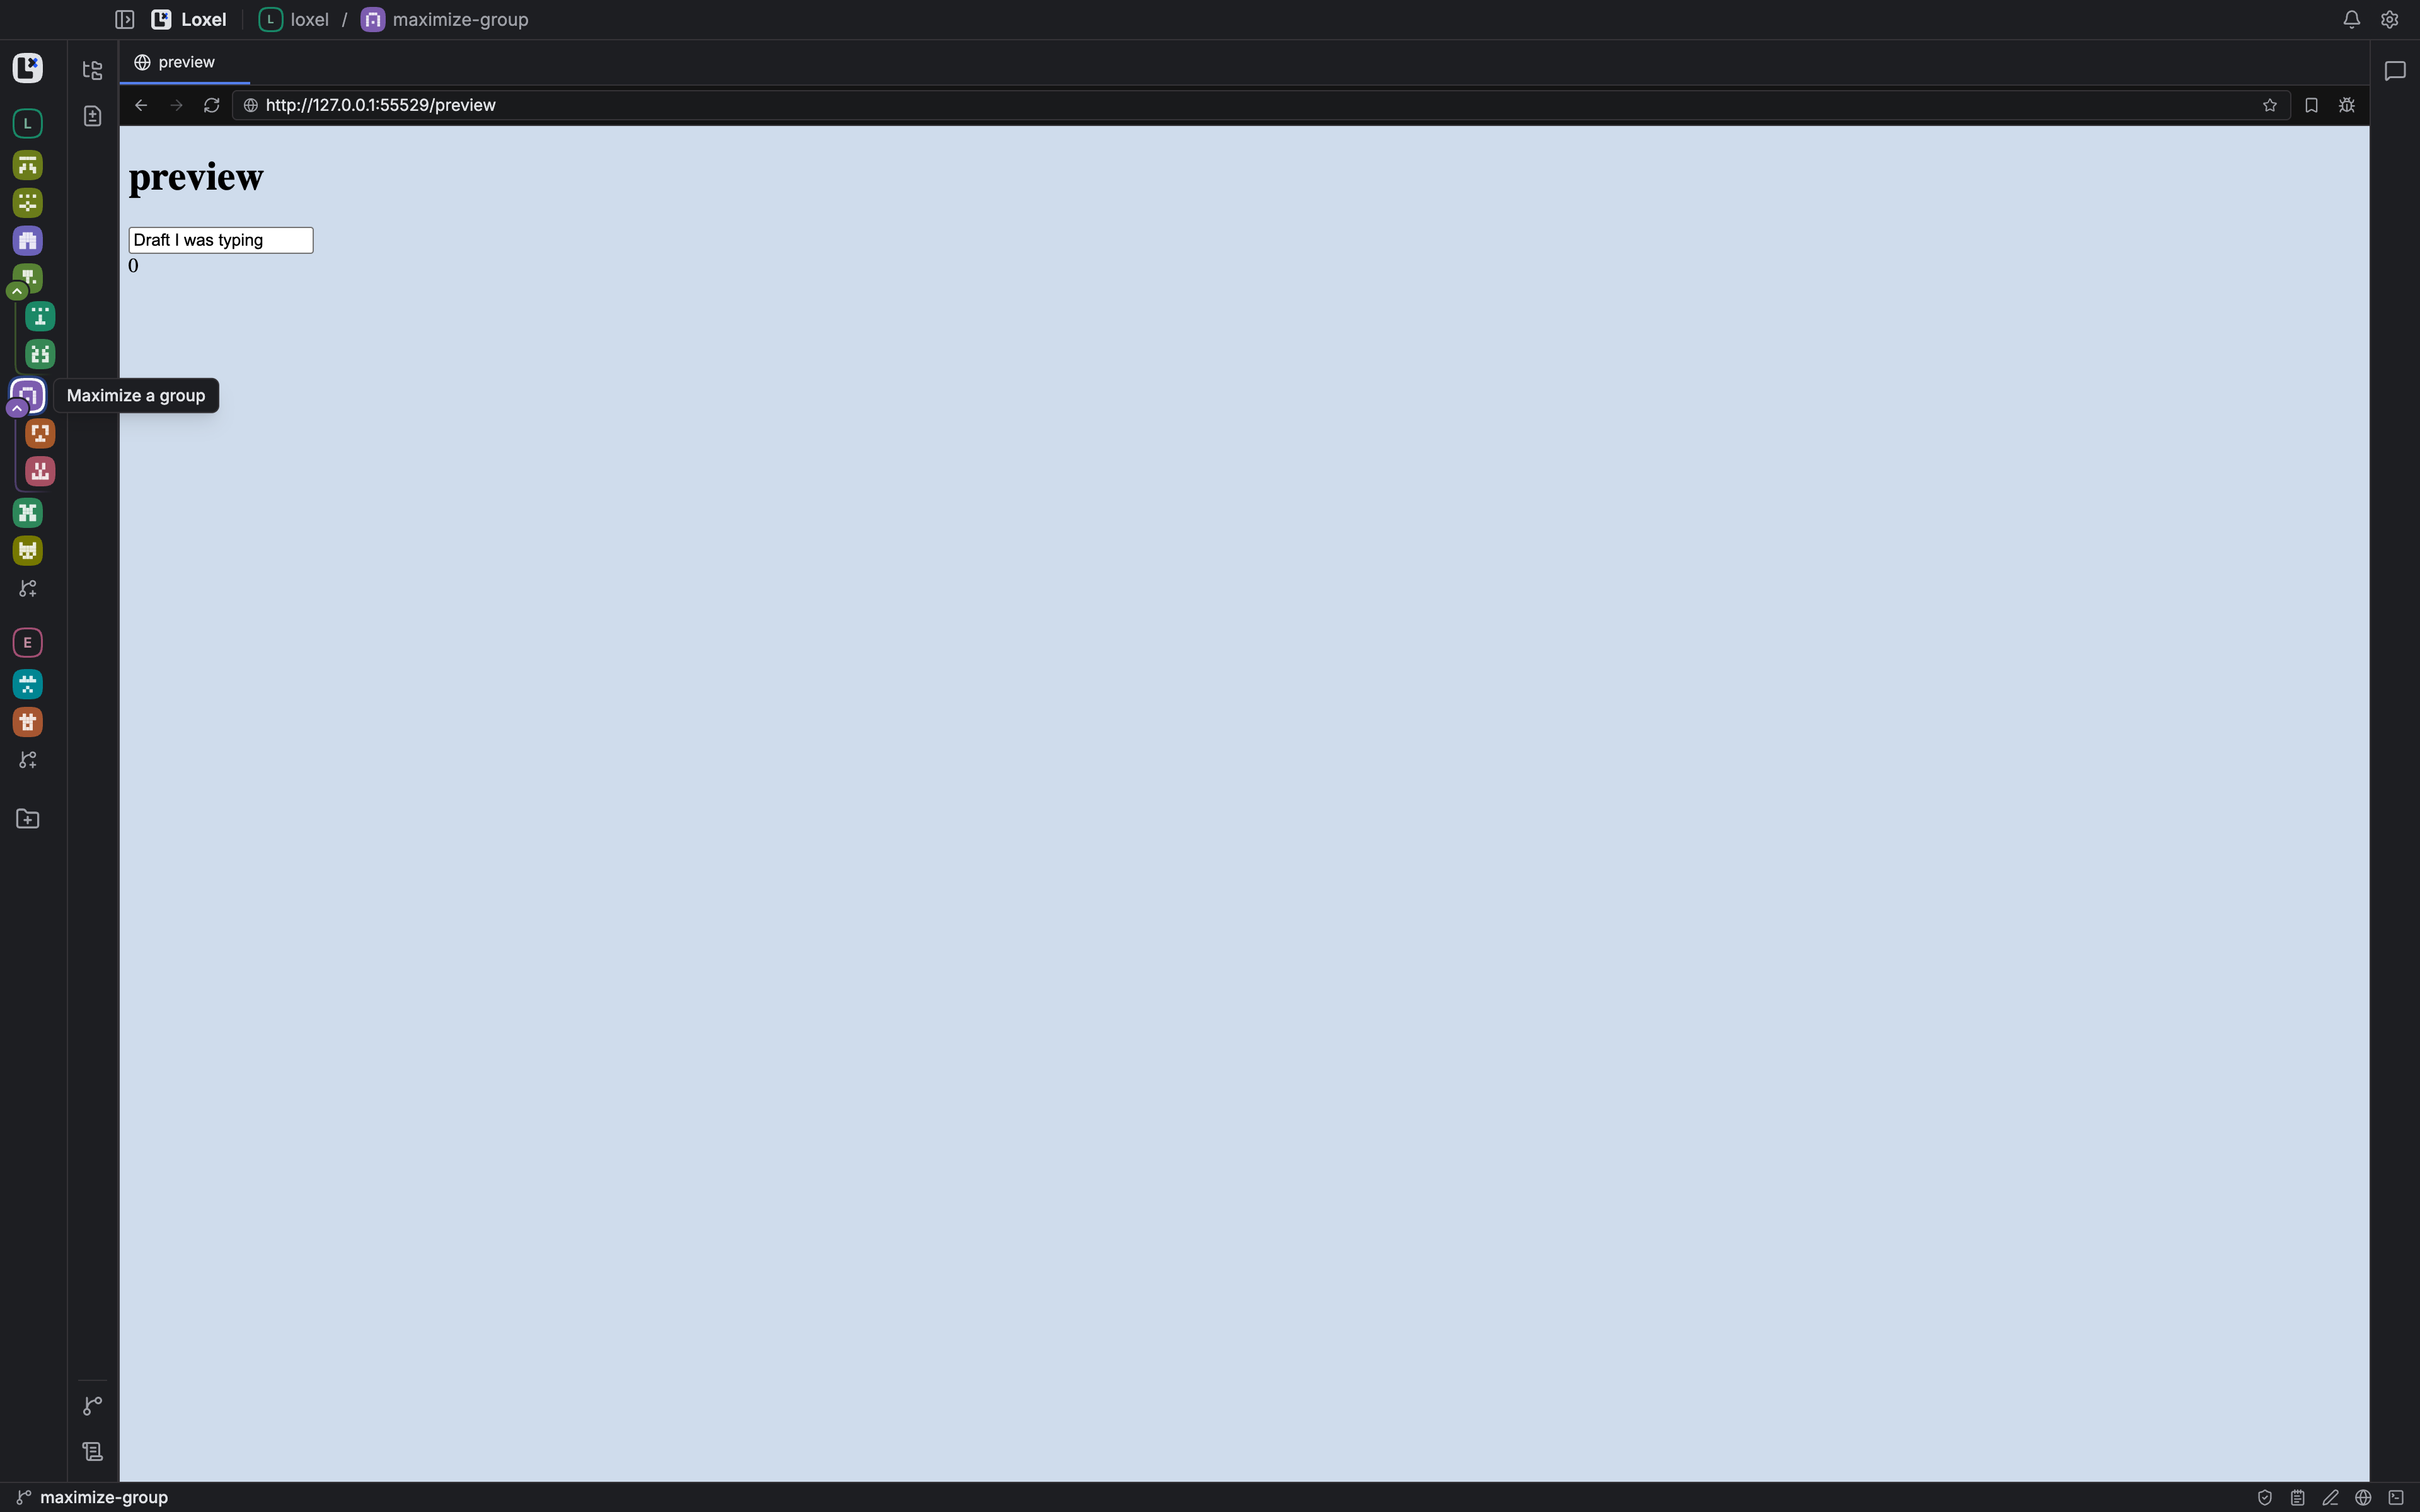 Loxel
L loxel / maximize-group
preview
http://127.0.0.1:55529/preview
L
preview
Draft I was typing
0
Maximize a group
E
maximize-group